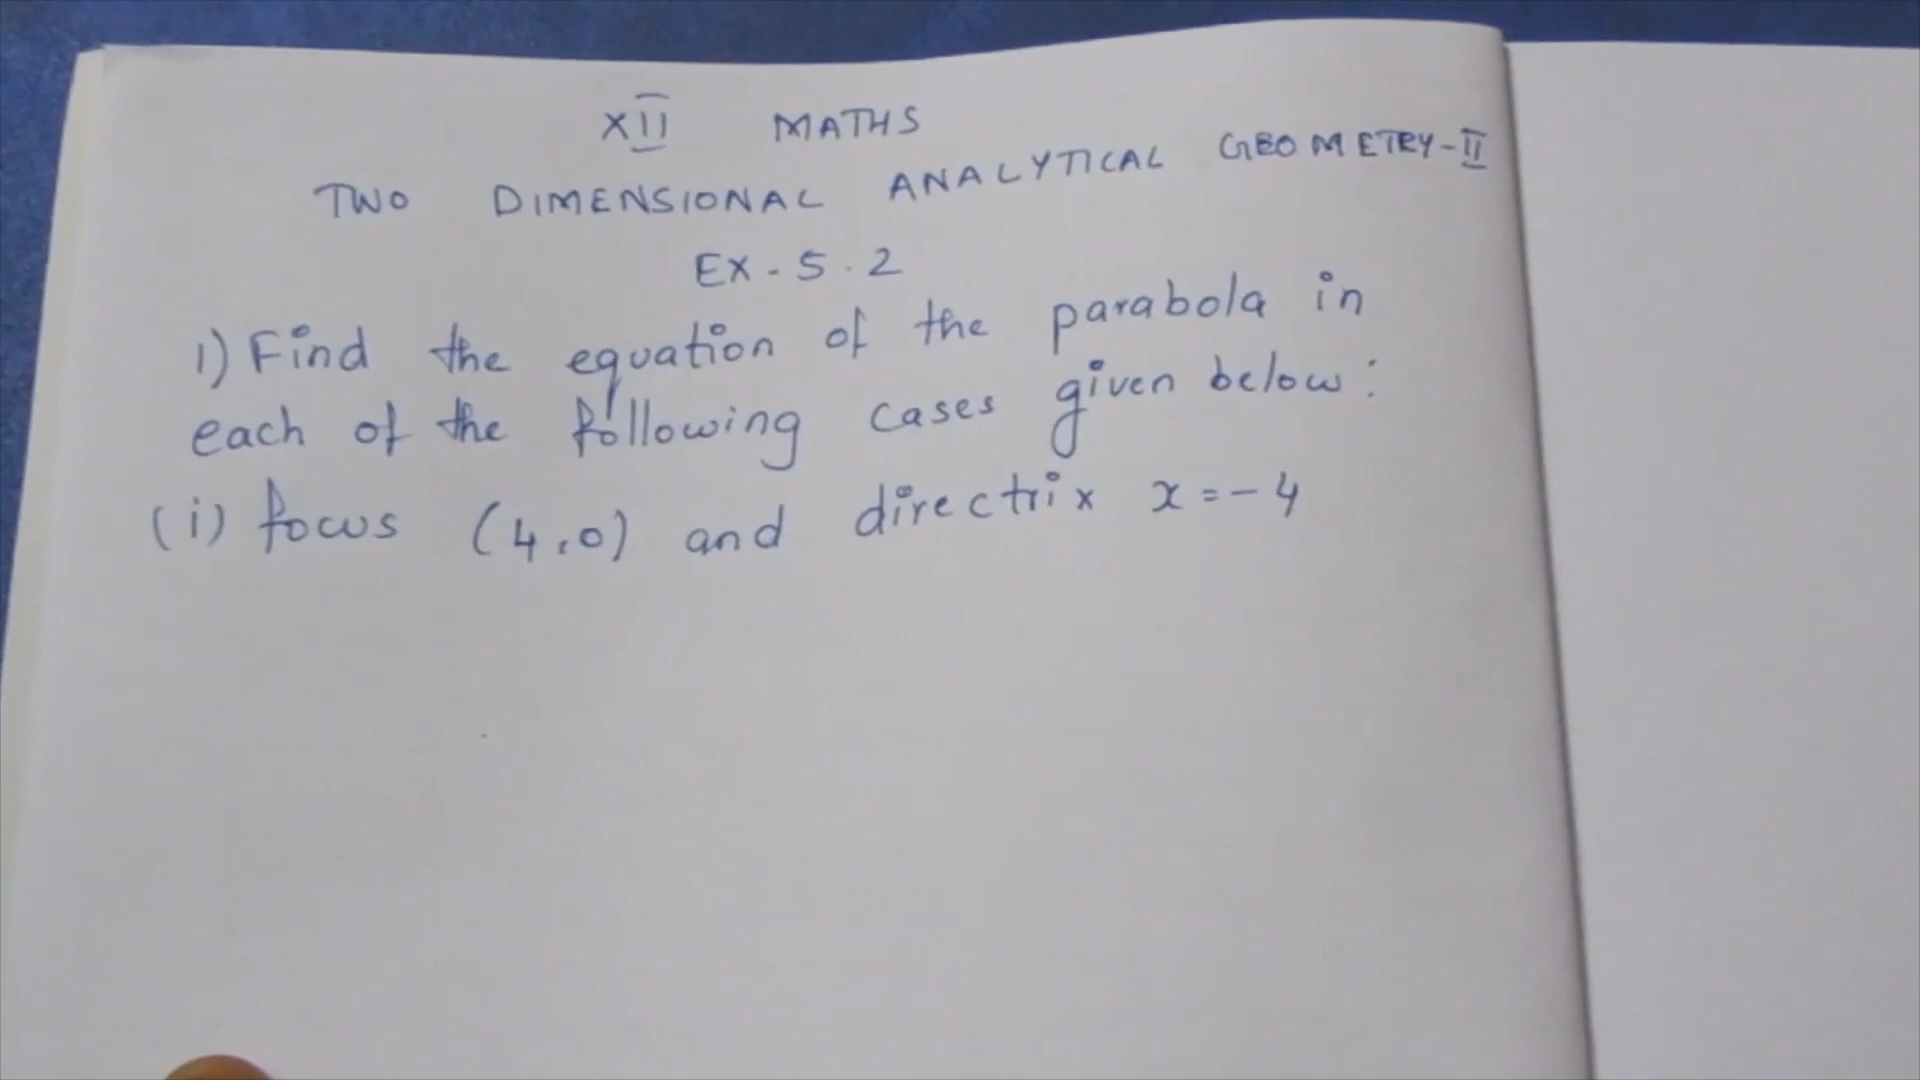 XII MATHS
TWO DIMENSIONAL ANALYTICAL GEOMETRY-II
EX-5.2
1) Find the equation of the parabola in
each of the following cases given below:
(i) focus (4,0) and directrix x=-4